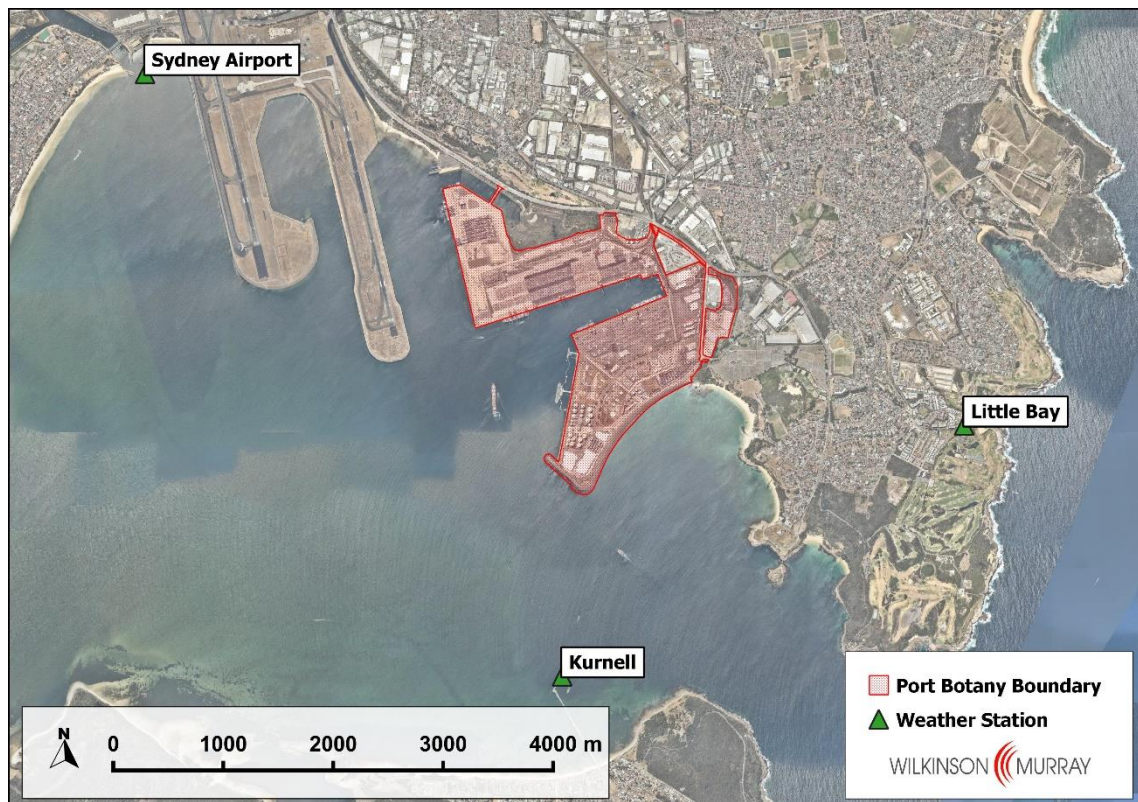 Sydney Airport
Little Bay
Kurnell
Port Botany Boundary
Weather Station
WILKINSON MURRAY
N
0 1000 2000 3000 4000 m